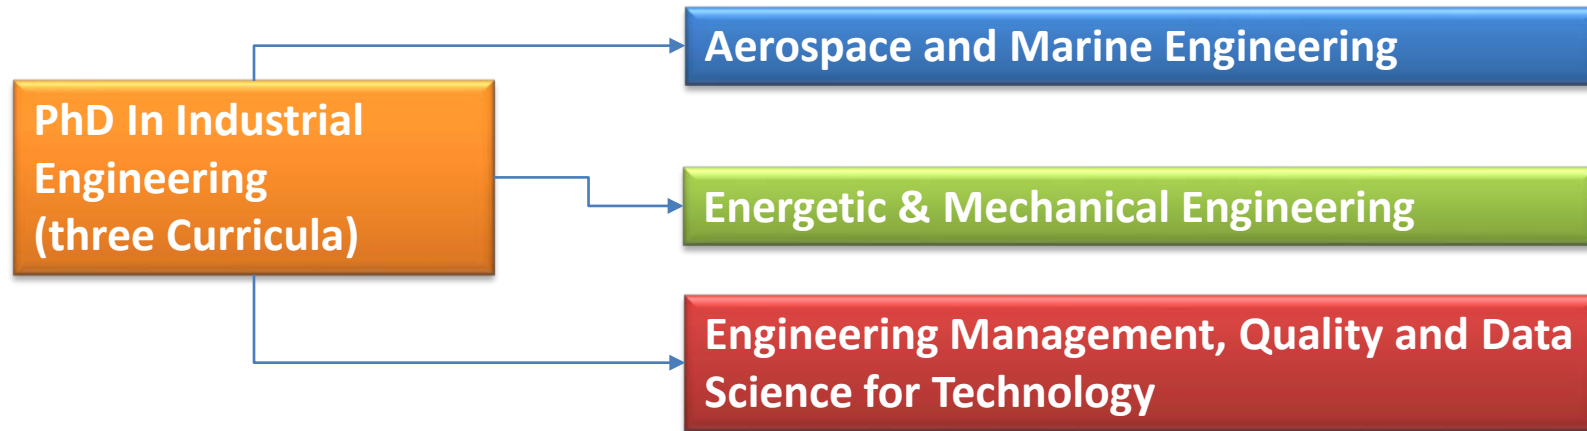 Aerospace and Marine Engineering
PhD In Industrial
Engineering
(three Curricula)
Energetic & Mechanical Engineering
Engineering Management, Quality and Data
Science for Technology